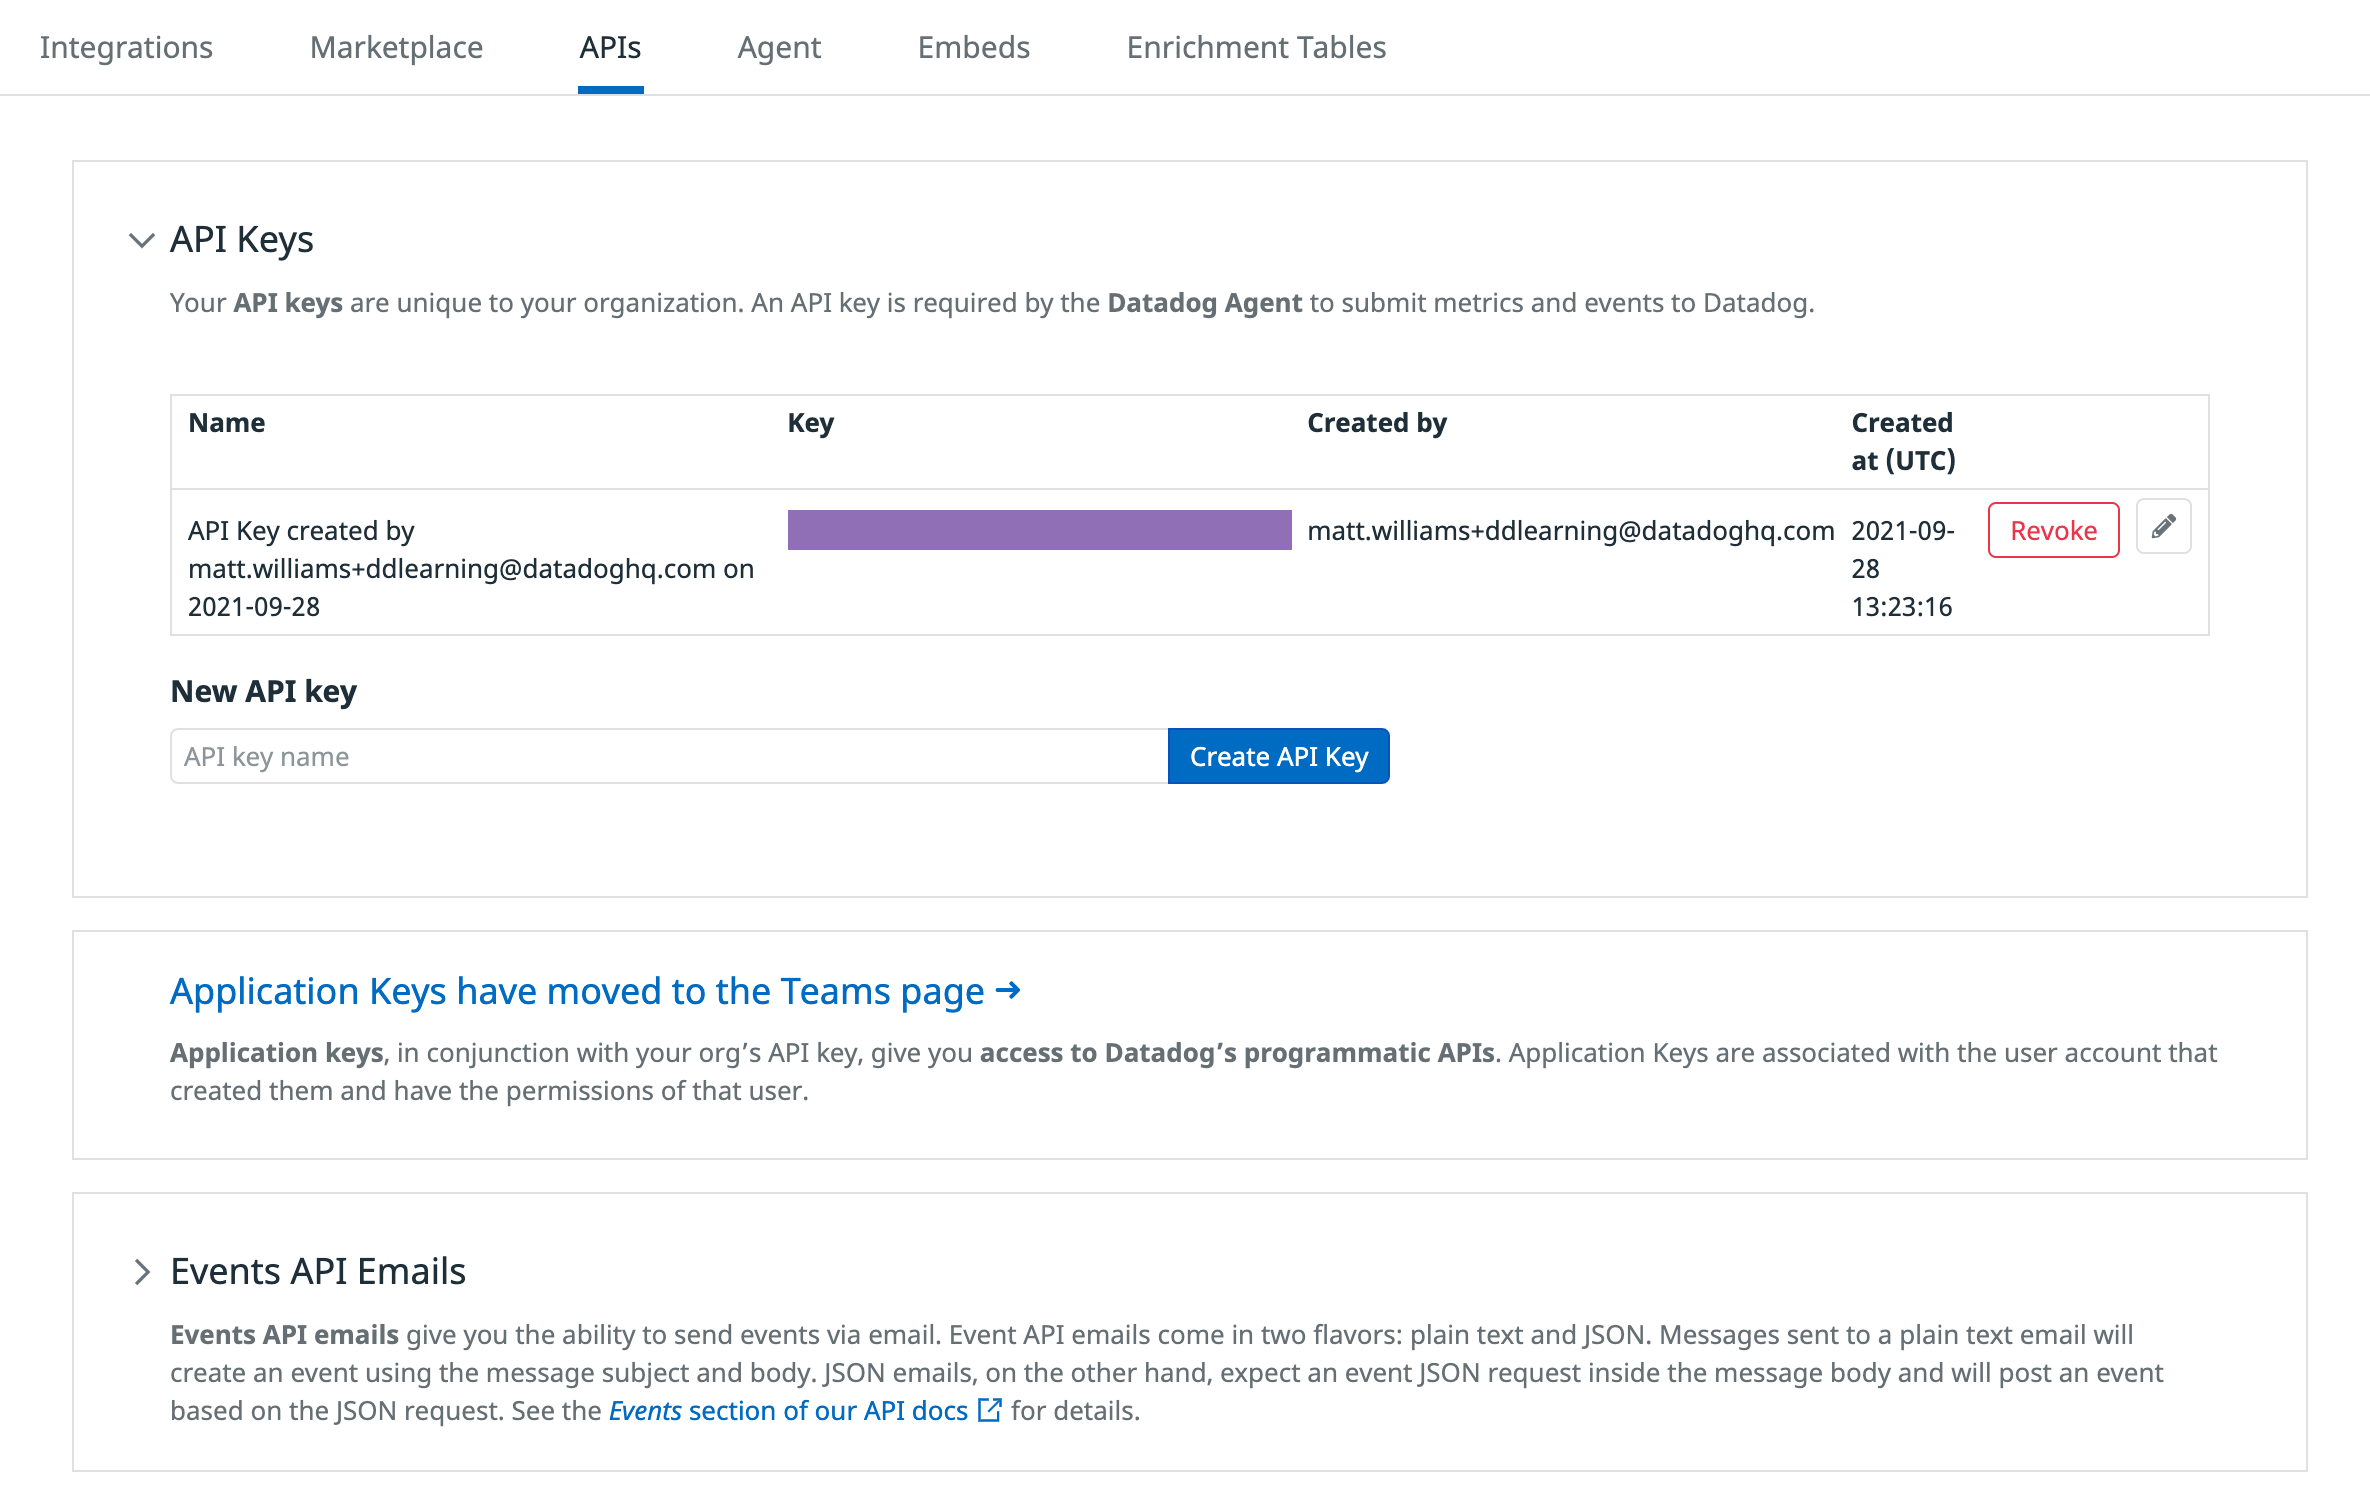 Integrations Marketplace APIs Agent Embeds Enrichment Tables
API Keys
Your API keys are unique to your organization. An API key is required by the Datadog Agent to submit metrics and events to Datadog.
Name Key Created by Created
at (UTC)
API Key created by matt.williams+ddlearning@datadoghq.com 2021-09- Revoke
matt.williams+ddlearning@datadoghq.com on 28
2021-09-28 13:23:16
New API key
API key name Create API Key
Application Keys have moved to the Teams page →
Application keys, in conjunction with your org’s API key, give you access to Datadog’s programmatic APIs. Application Keys are associated with the user account that
created them and have the permissions of that user.
Events API Emails
Events API emails give you the ability to send events via email. Event API emails come in two flavors: plain text and JSON. Messages sent to a plain text email will
create an event using the message subject and body. JSON emails, on the other hand, expect an event JSON request inside the message body and will post an event
based on the JSON request. See the Events section of our API docs for details.